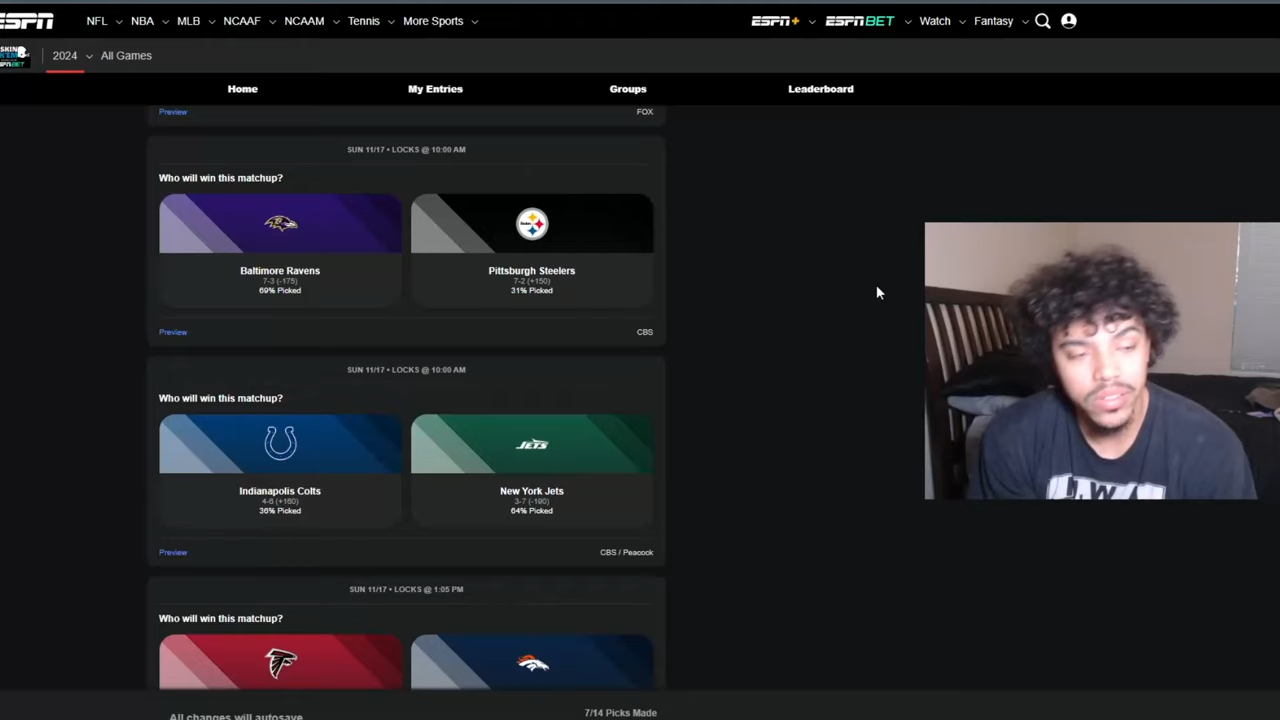 ESPN NFL NBA MLB NCAAF NCAAM Tennis More Sports ESPN+ ESPN BET Watch Fantasy
2024 All Games
Home My Entries Groups Leaderboard
Preview FOX
SUN 11/17 • LOCKS @ 10:00 AM
Who will win this matchup?
Baltimore Ravens Pittsburgh Steelers
7-3 (-175) 7-2 (+150)
69% Picked 31% Picked
Preview CBS
SUN 11/17 • LOCKS @ 10:00 AM
Who will win this matchup?
JETS
Indianapolis Colts New York Jets
4-6 (+160) 3-7 (-190)
36% Picked 64% Picked
Preview CBS / Peacock
SUN 11/17 • LOCKS @ 1:05 PM
Who will win this matchup?
All changes will autosave 7/14 Picks Made